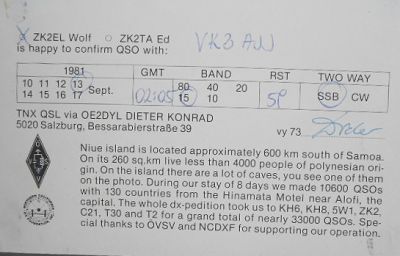 x ZK2EL Wolf o ZK2TA Ed
is happy to confirm QSO with: VK3 AJJ
1981 GMT BAND RST TWO WAY
10 11 12 13 Sept. 80 40 20
14 15 16 17 02:05 15 10 59 SSB CW
TNX QSL via OE2DYL DIETER KONRAD
5020 Salzburg, Bessarabierstraße 39 vy 73
Niue island is located approximately 600 km south of Samoa.
On its 260 sq.km live less than 4000 people of polynesian ori-
gin. On the island there are a lot of caves, you see one of them
on the photo. During our stay of 8 days we made 10600 QSOs
with 130 countries from the Hinamata Motel near Alofi, the
capital. The whole dx-pedition took us to KH6, KH8, 5W1, ZK2,
C21, T30 and T2 for a grand total of nearly 33000 QSOs. Spe-
cial thanks to ÖVSV and NCDXF for supporting our operation.